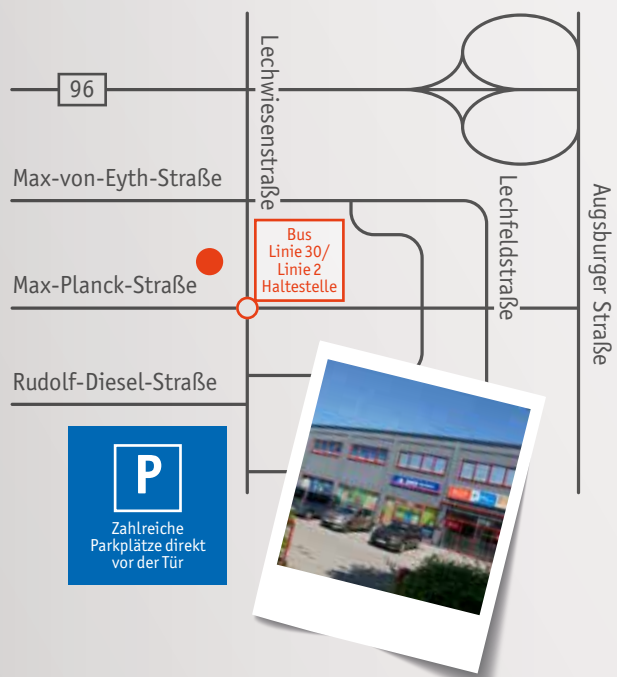 96
Lechwiesenstraße
Max-von-Eyth-Straße
Lechfeldstraße
Augsburger Straße
Bus
Linie 30/
Linie 2
Haltestelle
Max-Planck-Straße
Rudolf-Diesel-Straße
P
Zahlreiche
Parkplätze direkt
vor der Tür